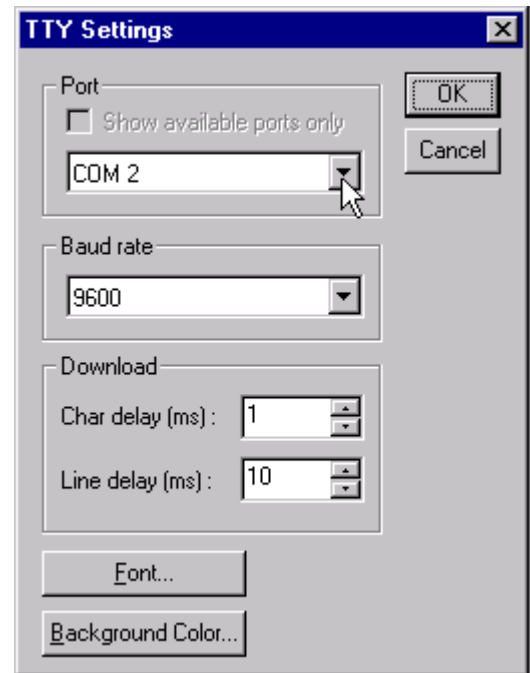 TTY Settings
Port
Show available ports only
COM 2
OK
Cancel
Baud rate
9600
Download
Char delay (ms) : 1
Line delay (ms) : 10
Font...
Background Color...